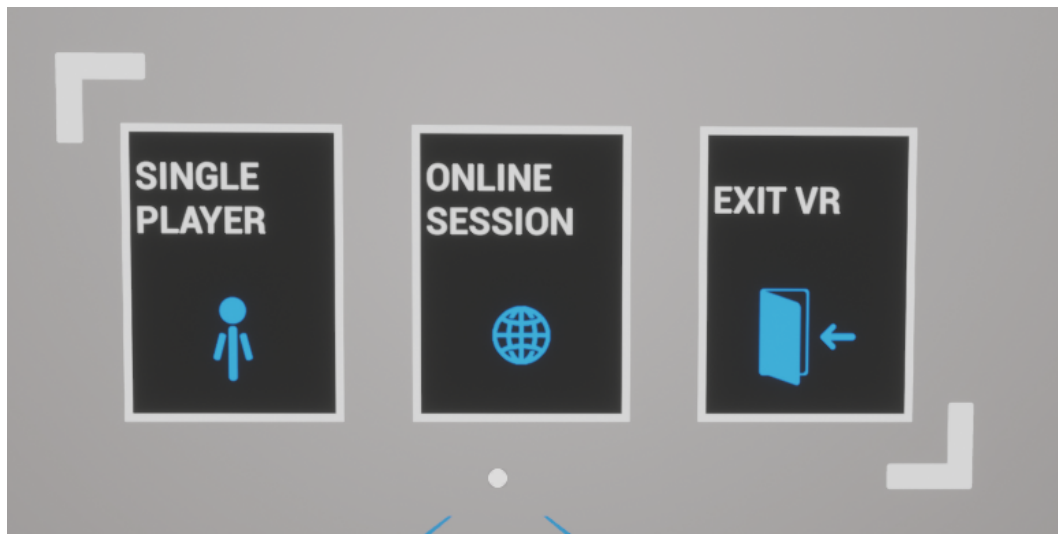 SINGLE
PLAYER
ONLINE
SESSION
EXIT VR